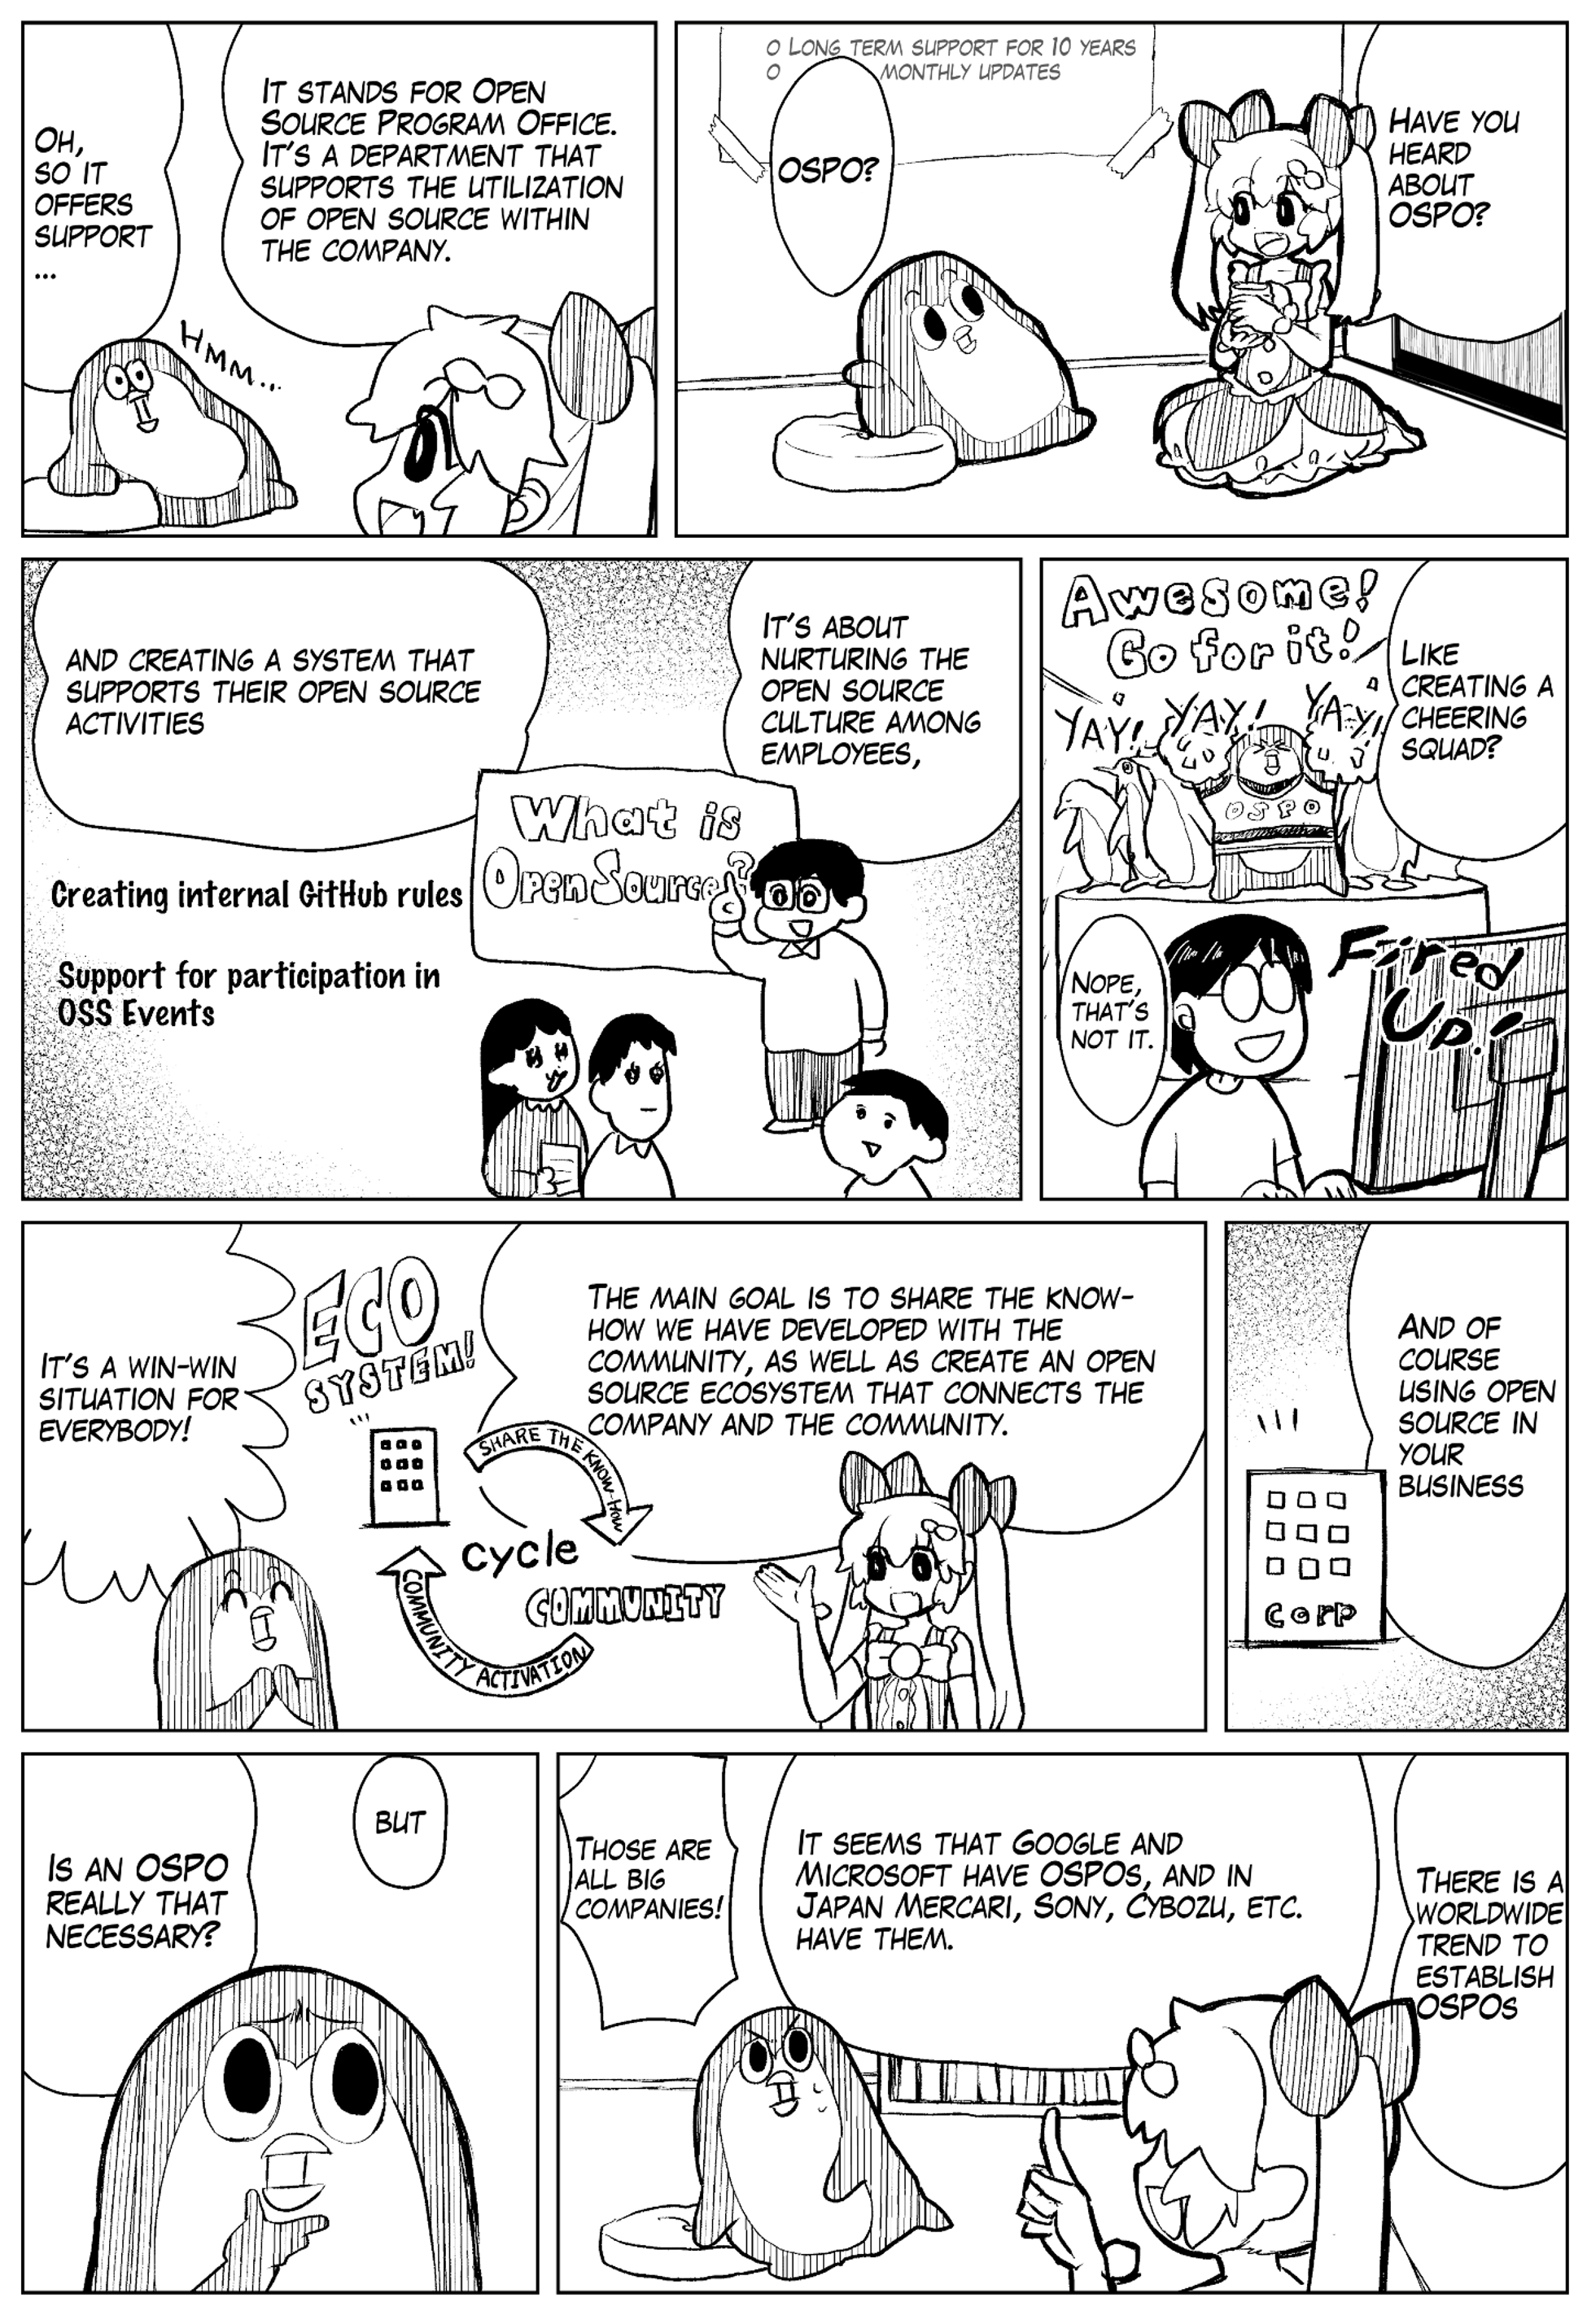 HAVE YOU
HEARD
ABOUT
OSPO?
O LONG TERM SUPPORT FOR 10 YEARS
O MONTHLY UPDATES
OSPO?
IT STANDS FOR OPEN
SOURCE PROGRAM OFFICE.
IT'S A DEPARTMENT THAT
SUPPORTS THE UTILIZATION
OF OPEN SOURCE WITHIN
THE COMPANY.
OH,
SO IT
OFFERS
SUPPORT
...
HMM...
LIKE
CREATING A
CHEERING
SQUAD?
Awesome!
Go for it!
YAY!
YAY!
YAY!
OSPO
NOPE,
THAT'S
NOT IT.
Fired
Up!
IT'S ABOUT
NURTURING THE
OPEN SOURCE
CULTURE AMONG
EMPLOYEES,
AND CREATING A SYSTEM THAT
SUPPORTS THEIR OPEN SOURCE
ACTIVITIES
What is
Open Source?
Creating internal GitHub rules
Support for participation in
OSS Events
AND OF
COURSE
USING OPEN
SOURCE IN
YOUR
BUSINESS
corp
THE MAIN GOAL IS TO SHARE THE KNOW-
HOW WE HAVE DEVELOPED WITH THE
COMMUNITY, AS WELL AS CREATE AN OPEN
SOURCE ECOSYSTEM THAT CONNECTS THE
COMPANY AND THE COMMUNITY.
ECO
SYSTEM!
SHARE THE KNOW-HOW
cycle
COMMUNITY
COMMUNITY ACTIVATION
IT'S A WIN-WIN
SITUATION FOR
EVERYBODY!
THERE IS A
WORLDWIDE
TREND TO
ESTABLISH
OSPOS
IT SEEMS THAT GOOGLE AND
MICROSOFT HAVE OSPOS, AND IN
JAPAN MERCARI, SONY, CYBOZU, ETC.
HAVE THEM.
THOSE ARE
ALL BIG
COMPANIES!
BUT
IS AN OSPO
REALLY THAT
NECESSARY?